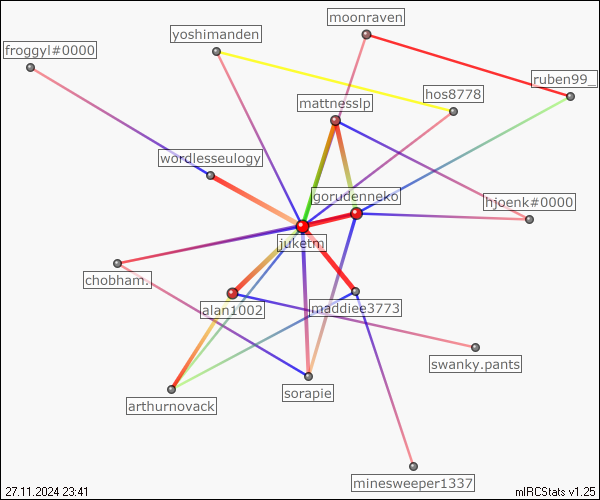 moonraven
yoshimanden
froggyl#0000
ruben99_
hos8778
mattnesslp
wordlesseulogy
gorudenneko
hjoenk#0000
juketm
chobham.
alan1002
maddiee3773
swanky.pants
sorapie
arthurnovack
minesweeper1337
27.11.2024 23:41
mIRCStats v1.25